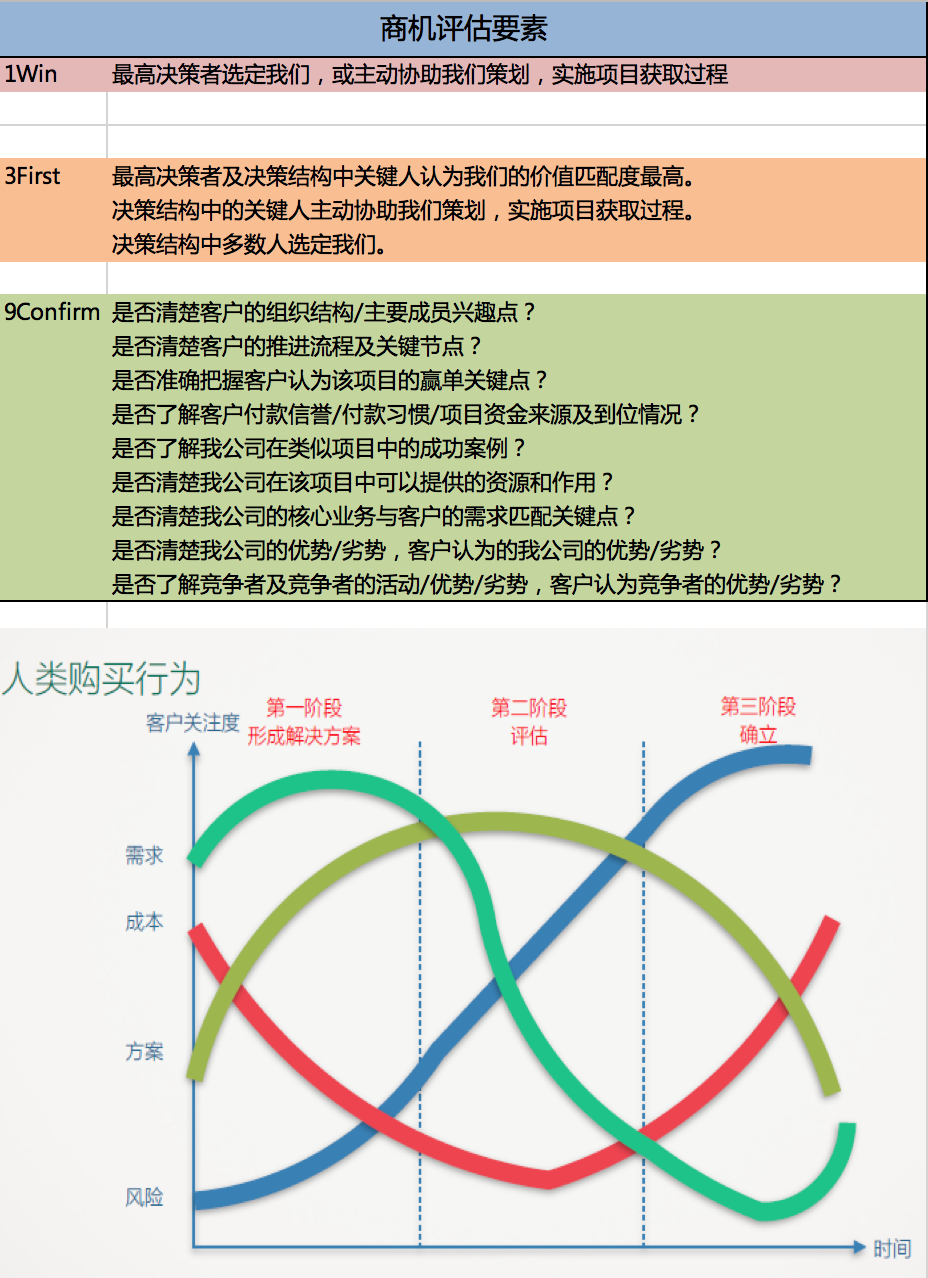 商机评估要素
1Win 最高决策者选定我们，或主动协助我们策划，实施项目获取过程
3First 最高决策者及决策结构中关键人认为我们的价值匹配度最高。
决策结构中的关键人主动协助我们策划，实施项目获取过程。
决策结构中多数人选定我们。
9Confirm 是否清楚客户的组织结构/主要成员兴趣点？
是否清楚客户的推进流程及关键节点？
是否准确把握客户认为该项目的赢单关键点？
是否了解客户付款信誉/付款习惯/项目资金来源及到位情况？
是否了解我公司在类似项目中的成功案例？
是否清楚我公司在该项目中可以提供的资源和作用？
是否清楚我公司的核心业务与客户的需求匹配关键点？
是否清楚我公司的优势/劣势，客户认为的我公司的优势/劣势？
是否了解竞争者及竞争者的活动/优势/劣势，客户认为竞争者的优势/劣势？
人类购买行为
客户关注度
第一阶段
形成解决方案
第二阶段
评估
第三阶段
确立
需求
成本
方案
风险
时间